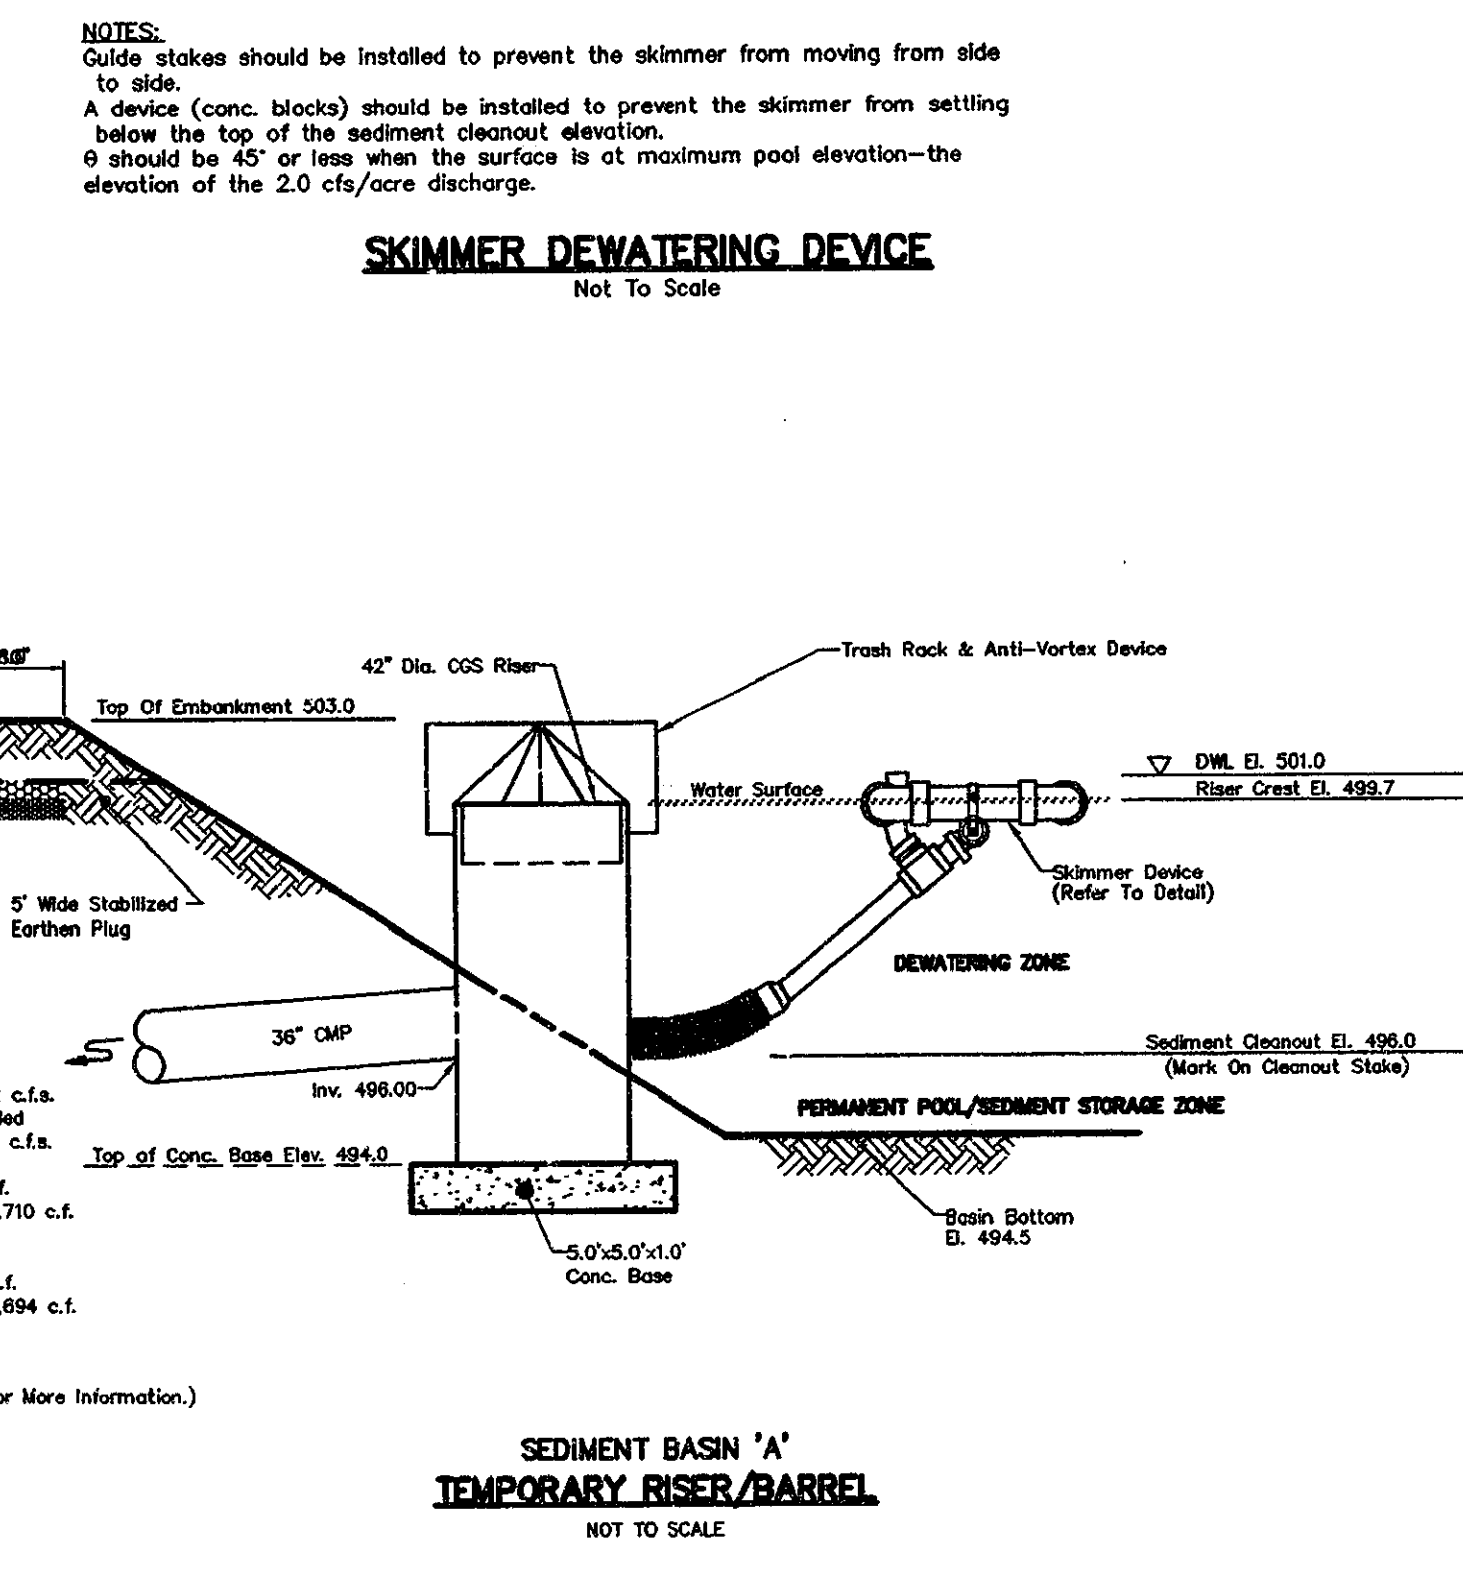 NOTES:
Guide stakes should be installed to prevent the skimmer from moving from side
to side.
A device (conc. blocks) should be installed to prevent the skimmer from settling
below the top of the sediment cleanout elevation.
θ should be 45° or less when the surface is at maximum pool elevation—the
elevation of the 2.0 cfs/acre discharge.
SKIMMER DEWATERING DEVICE
Not To Scale
Trash Rack & Anti-Vortex Device
42" Dia. CGS Riser
Top Of Embankment 503.0
DWL El. 501.0
Riser Crest El. 499.7
Water Surface
Skimmer Device
(Refer To Detail)
5' Wide Stabilized
Earthen Plug
DEWATERING ZONE
36" CMP
Sediment Cleanout El. 496.0
(Mark On Cleanout Stake)
Inv. 496.00
c.f.s.
PERMANENT POOL/SEDIMENT STORAGE ZONE
c.f.s.
Top of Conc. Base Elev. 494.0
,710 c.f.
Basin Bottom
El. 494.5
5.0'x5.0'x1.0'
Conc. Base
.f.
,694 c.f.
or More Information.)
SEDIMENT BASIN 'A'
TEMPORARY RISER/BARREL
NOT TO SCALE